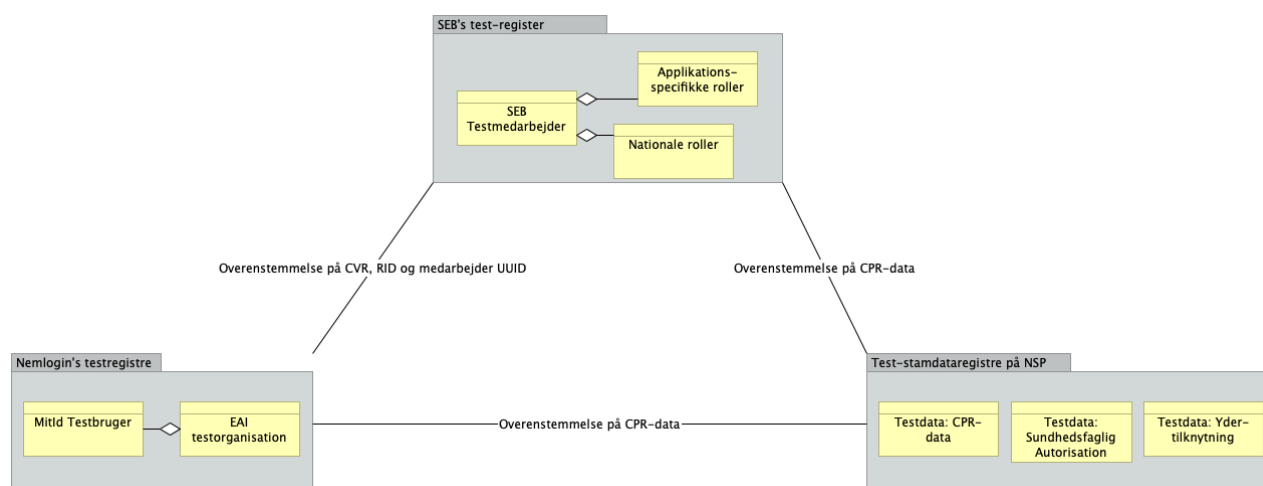 SEB's test-register
Applikations-
specifikke roller
SEB
Testmedarbejder
Nationale roller
Overenstemmelse på CVR, RID og medarbejder UUID
Overenstemmelse på CPR-data
Nemlogin's testregistre
MitId Testbruger
EAI
testorganisation
Overenstemmelse på CPR-data
Test-stamdataregistre på NSP
Testdata: CPR-
data
Testdata:
Sundhedsfaglig
Autorisation
Testdata: Yder-
tilknytning